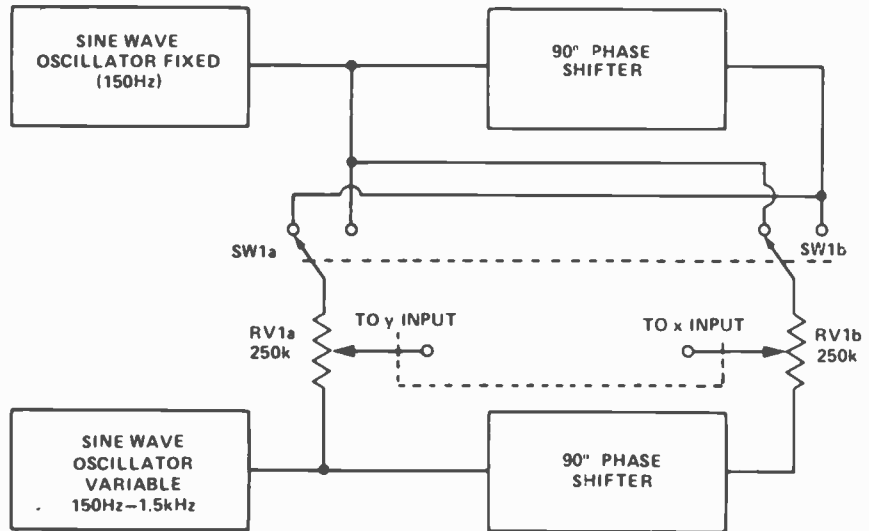 SINE WAVE
OSCILLATOR FIXED
(150Hz)
90" PHASE
SHIFTER
SW1a
SW1b
RV1a
250k
TO y INPUT
TO x INPUT
RV1b
250k
SINE WAVE
OSCILLATOR
VARIABLE
150Hz–1.5kHz
90" PHASE
SHIFTER